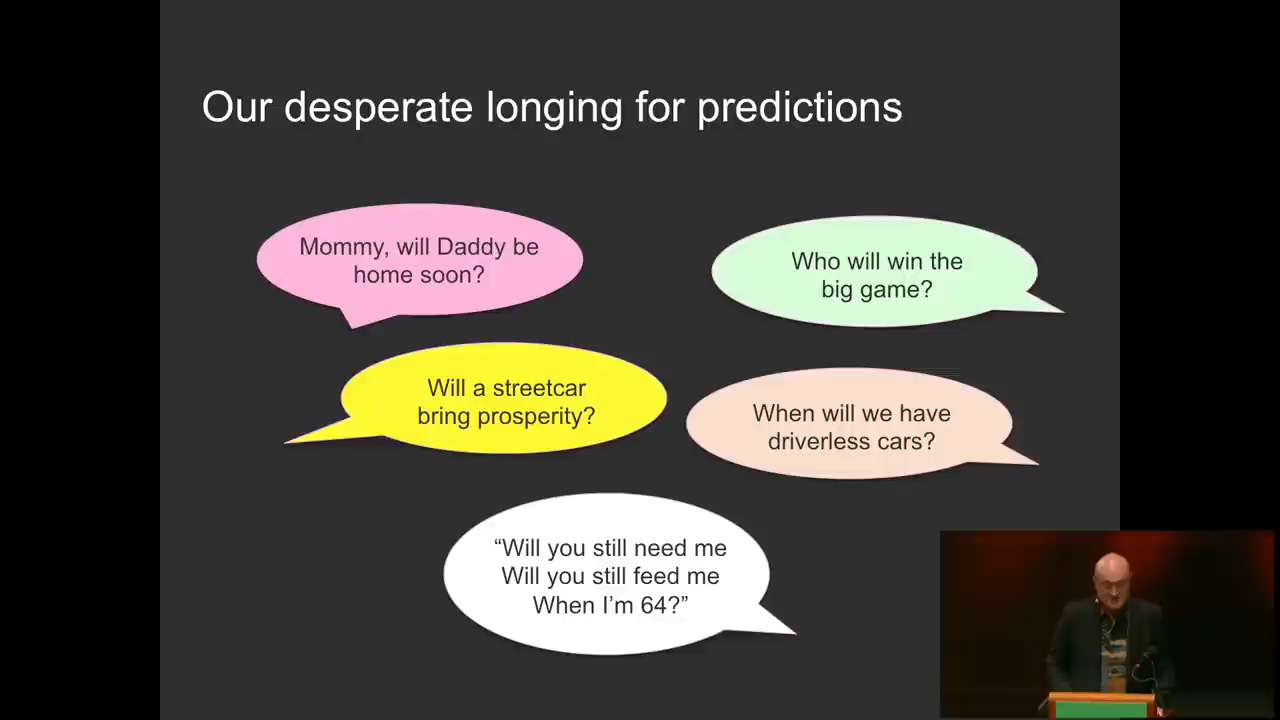 Our desperate longing for predictions
Mommy, will Daddy be
home soon?
Who will win the
big game?
Will a streetcar
bring prosperity?
When will we have
driverless cars?
“Will you still need me
Will you still feed me
When I’m 64?”